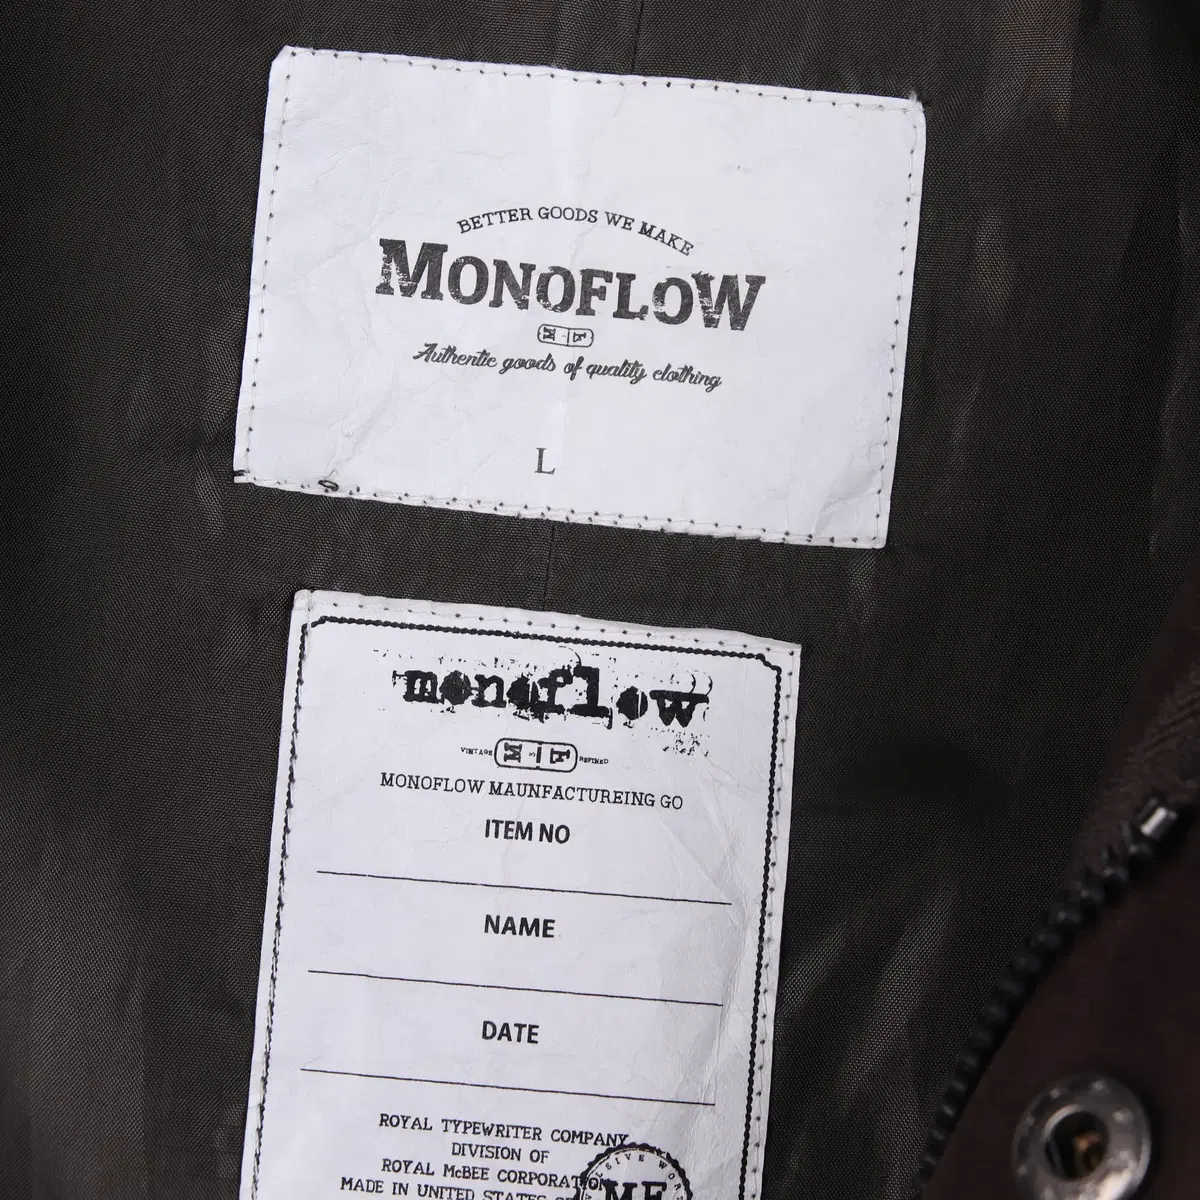 BETTER GOODS WE MAKE
MONOFLOW
M-F
Authentic goods of quality clothing
L
monoflow
VINTAGE M F REFINED
MONOFLOW MAUNFACTUREING GO
ITEM NO
NAME
DATE
ROYAL TYPEWRITER COMPANY
DIVISION OF
ROYAL McBEE CORPORATION
MADE IN UNITED STATES
MF